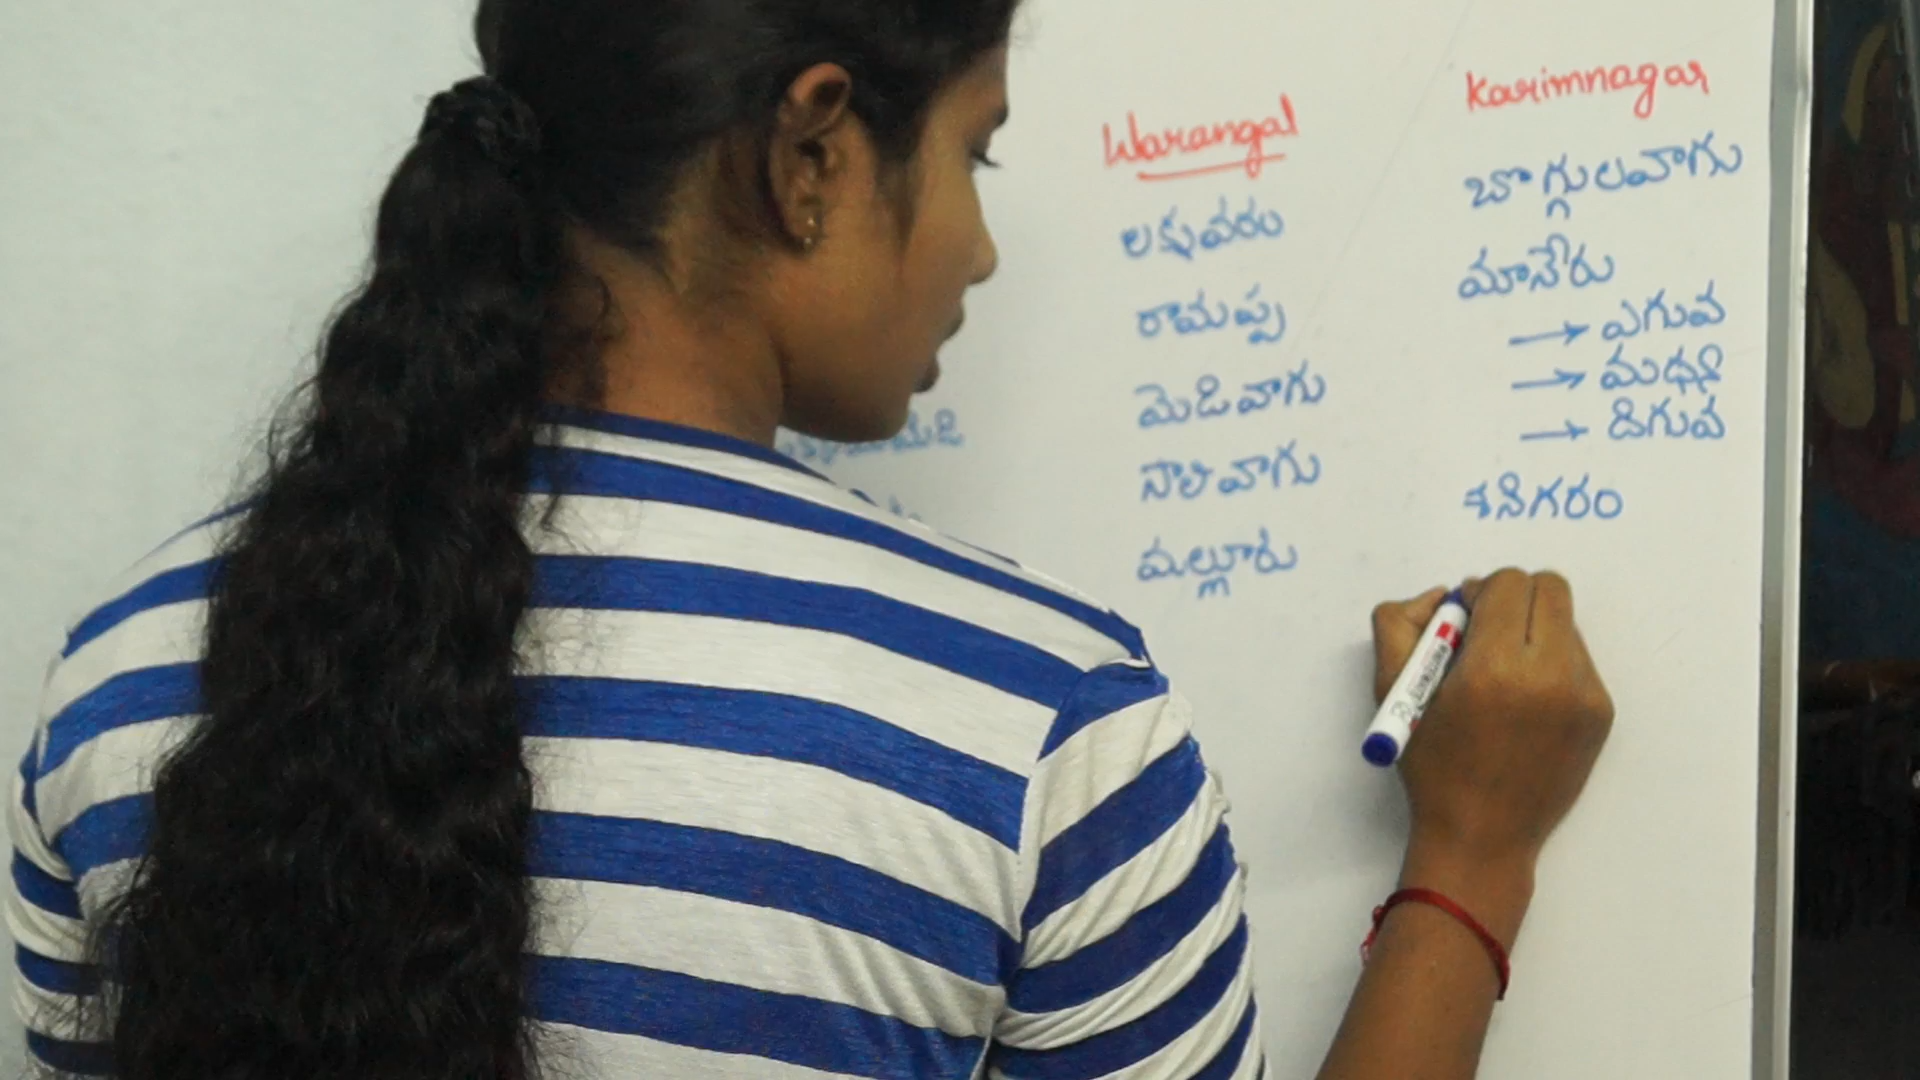 Warangal
లక్నవరం
రామప్ప
మెడివాగు
సాలివాగు
మల్లూరు
Karimnagar
బొగ్గులవాగు
మానేరు
→ ఎగువ
→ మధ్య
→ దిగువ
శనిగరం